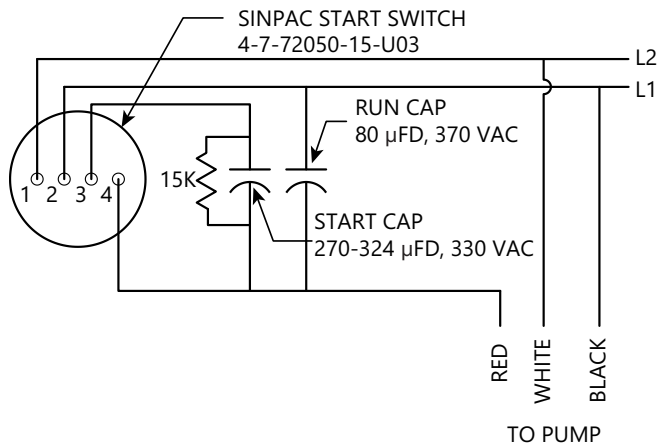 SINPAC START SWITCH
4-7-72050-15-U03
L2
L1
RUN CAP
80 µFD, 370 VAC
1 2 3 4
15K
START CAP
270-324 µFD, 330 VAC
RED
WHITE
BLACK
TO PUMP